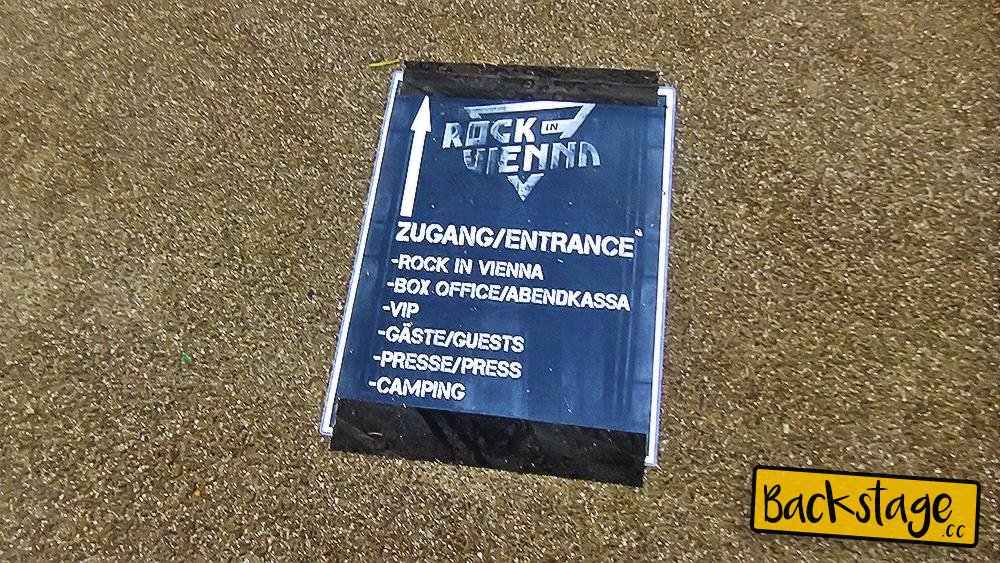 ROCK IN
VIENNA
ZUGANG/ENTRANCE
-ROCK IN VIENNA
-BOX OFFICE/ABENDKASSA
-VIP
-GÄSTE/GUESTS
-PRESSE/PRESS
-CAMPING
Backstage.cc